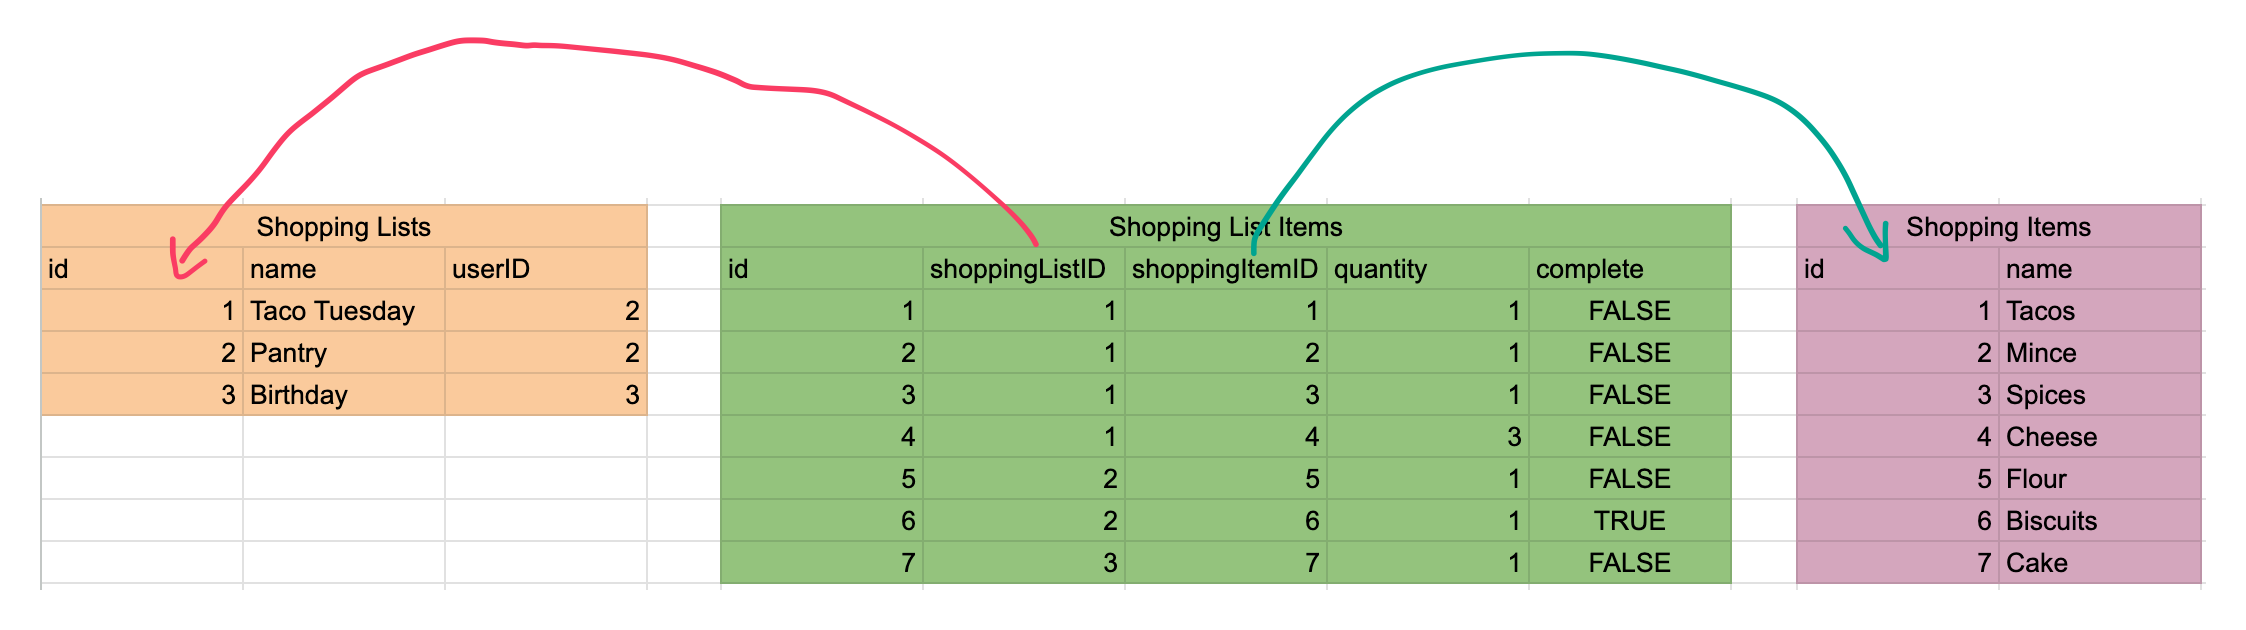 Shopping Lists Shopping List Items Shopping Items
id name userID id shoppingListID shoppingItemID quantity complete id name
1 Taco Tuesday 2 1 1 1 1 FALSE 1 Tacos
2 Pantry 2 2 1 2 1 FALSE 2 Mince
3 Birthday 3 3 1 3 1 FALSE 3 Spices
4 1 4 3 FALSE 4 Cheese
5 2 5 1 FALSE 5 Flour
6 2 6 1 TRUE 6 Biscuits
7 3 7 1 FALSE 7 Cake